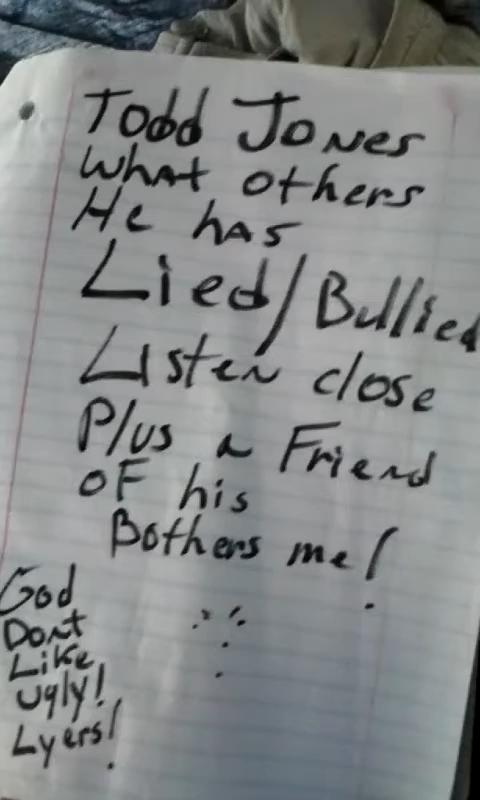 Todd Jones
What others
He has
Lied/Bullied
Listen close
Plus a Friend
OF his
Bothers me!
God
Dont
Like
Ugly!
Lyers!